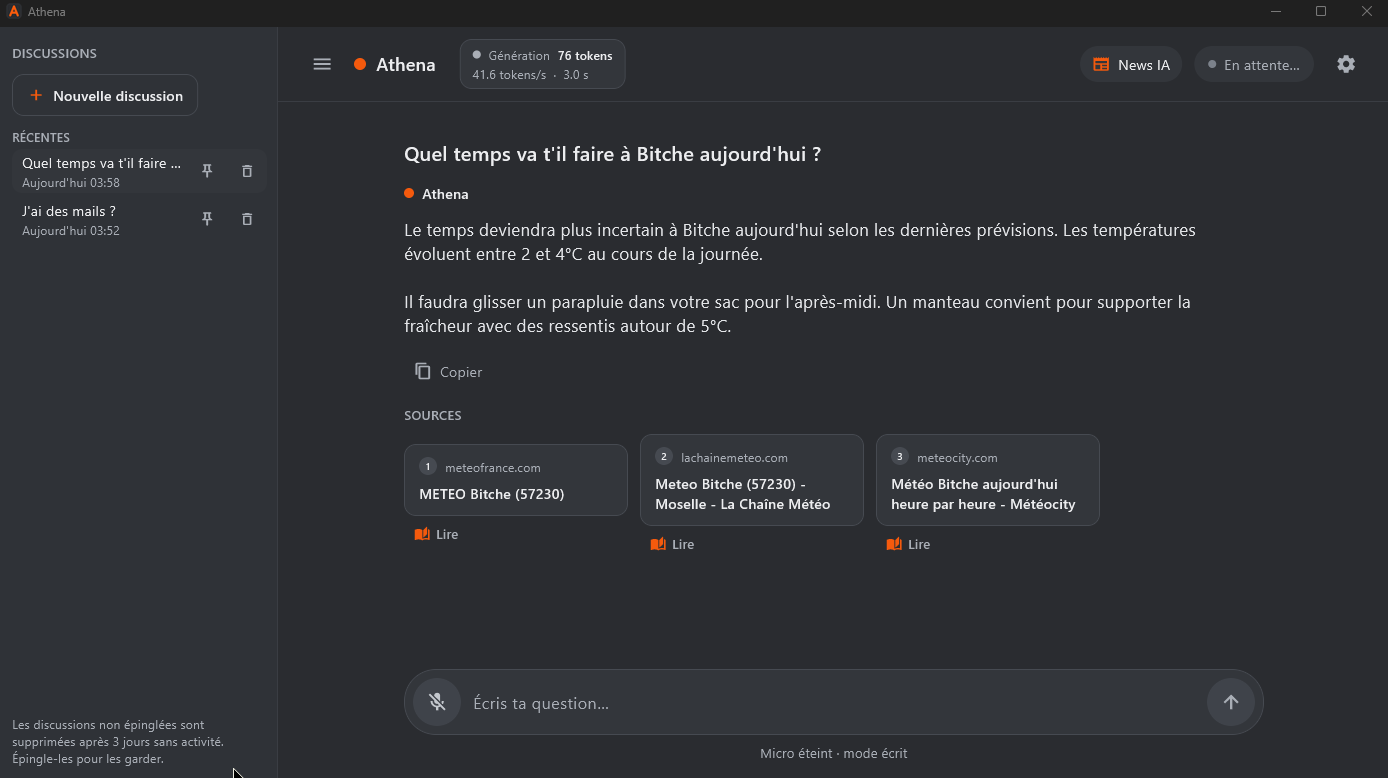 Athena
DISCUSSIONS
+ Nouvelle discussion
RÉCENTES
Quel temps va t'il faire ...
Aujourd'hui 03:58
J'ai des mails ?
Aujourd'hui 03:52
Les discussions non épinglées sont
supprimées après 3 jours sans activité.
Épingle-les pour les garder.
Athena
Génération 76 tokens
41.6 tokens/s · 3.0 s
News IA
En attente...
Quel temps va t'il faire à Bitche aujourd'hui ?
Athena
Le temps deviendra plus incertain à Bitche aujourd'hui selon les dernières prévisions. Les températures
évoluent entre 2 et 4°C au cours de la journée.
Il faudra glisser un parapluie dans votre sac pour l'après-midi. Un manteau convient pour supporter la
fraîcheur avec des ressentis autour de 5°C.
Copier
SOURCES
1 meteofrance.com
METEO Bitche (57230)
Lire
2 lachainemeteo.com
Meteo Bitche (57230) -
Moselle - La Chaîne Météo
Lire
3 meteocity.com
Météo Bitche aujourd'hui
heure par heure - Météocity
Lire
Écris ta question...
Micro éteint · mode écrit